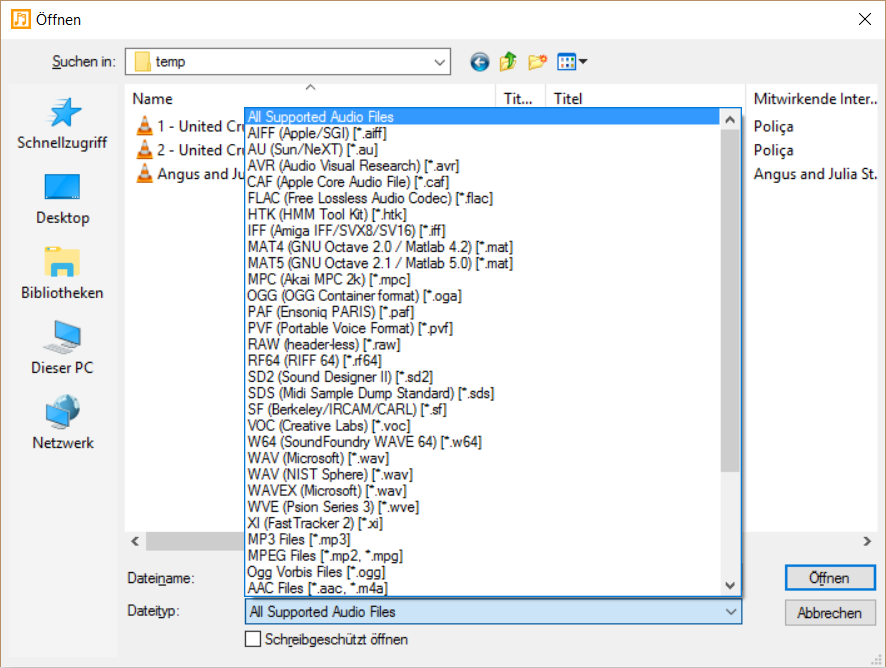 Öffnen
Suchen in:
temp
Name
Tit...
Titel
Mitwirkende Inter...
1 - United Cru
Poliça
2 - United Cru
Poliça
Angus and Ju
Angus and Julia St...
Schnellzugriff
Desktop
Bibliotheken
Dieser PC
Netzwerk
All Supported Audio Files
AIFF (Apple/SGI) [*.aiff]
AU (Sun/NeXT) [*.au]
AVR (Audio Visual Research) [*.avr]
CAF (Apple Core Audio File) [*.caf]
FLAC (Free Lossless Audio Codec) [*.flac]
HTK (HMM Tool Kit) [*.htk]
IFF (Amiga IFF/SVX8/SV16) [*.iff]
MAT4 (GNU Octave 2.0 / Matlab 4.2) [*.mat]
MAT5 (GNU Octave 2.1 / Matlab 5.0) [*.mat]
MPC (Akai MPC 2k) [*.mpc]
OGG (OGG Container format) [*.oga]
PAF (Ensoniq PARIS) [*.paf]
PVF (Portable Voice Format) [*.pvf]
RAW (header-less) [*.raw]
RF64 (RIFF 64) [*.rf64]
SD2 (Sound Designer II) [*.sd2]
SDS (Midi Sample Dump Standard) [*.sds]
SF (Berkeley/IRCAM/CARL) [*.sf]
VOC (Creative Labs) [*.voc]
W64 (SoundFoundry WAVE 64) [*.w64]
WAV (Microsoft) [*.wav]
WAV (NIST Sphere) [*.wav]
WAVEX (Microsoft) [*.wav]
WVE (Psion Series 3) [*.wve]
XI (FastTracker 2) [*.xi]
MP3 Files [*.mp3]
MPEG Files [*.mp2, *.mpg]
Ogg Vorbis Files [*.ogg]
AAC Files [*.aac, *.m4a]
Dateiname:
Öffnen
Dateityp:
All Supported Audio Files
Abbrechen
Schreibgeschützt öffnen